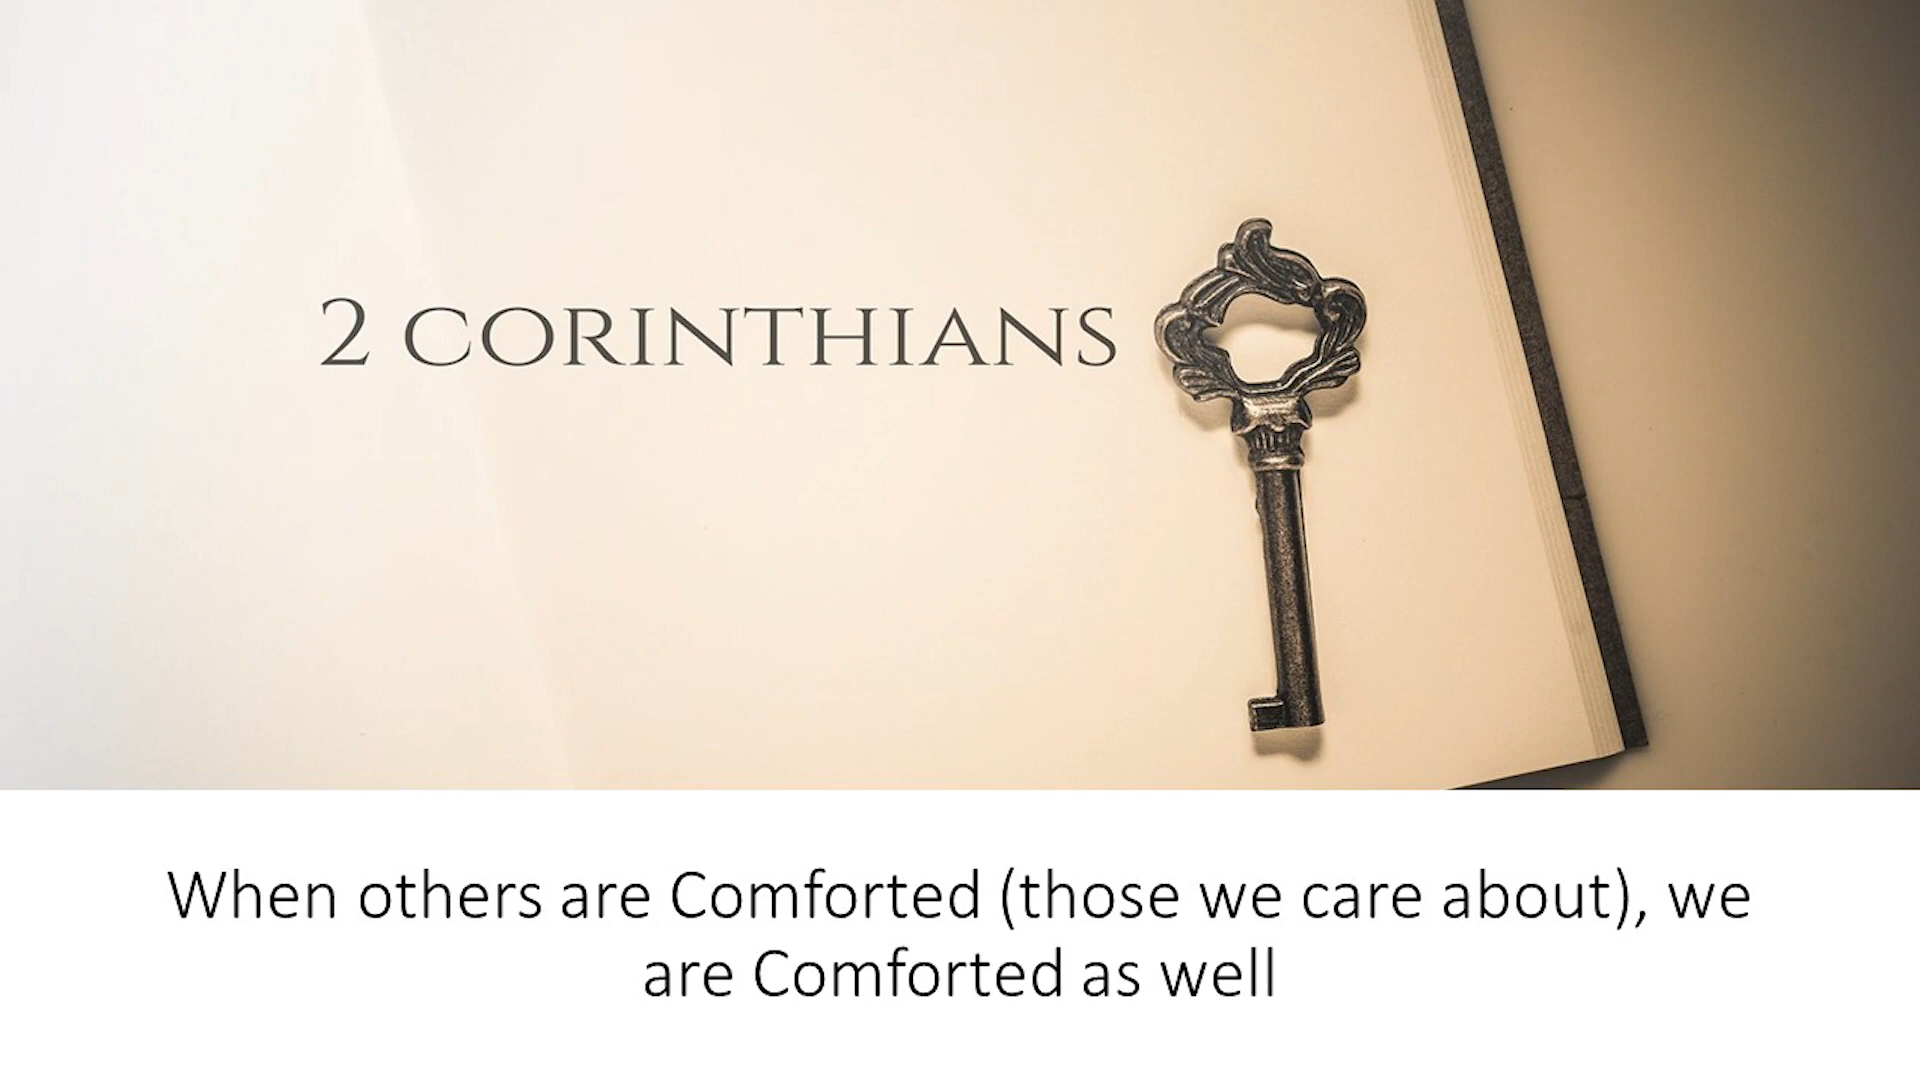 2 CORINTHIANS
When others are Comforted (those we care about), we
are Comforted as well